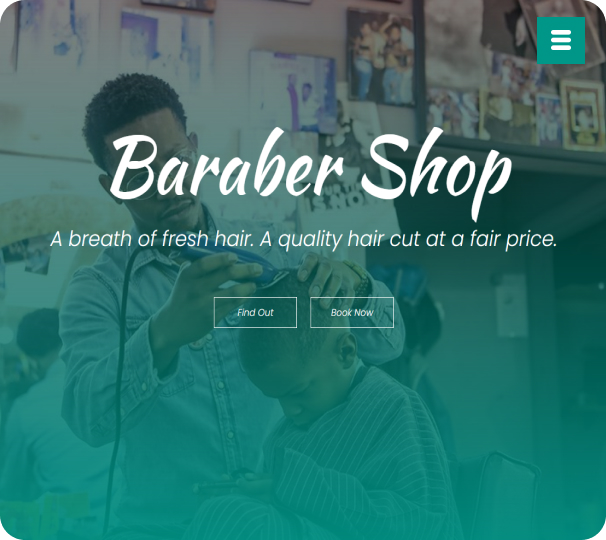 Baraber Shop
A breath of fresh hair. A quality hair cut at a fair price.
Find Out
Book Now